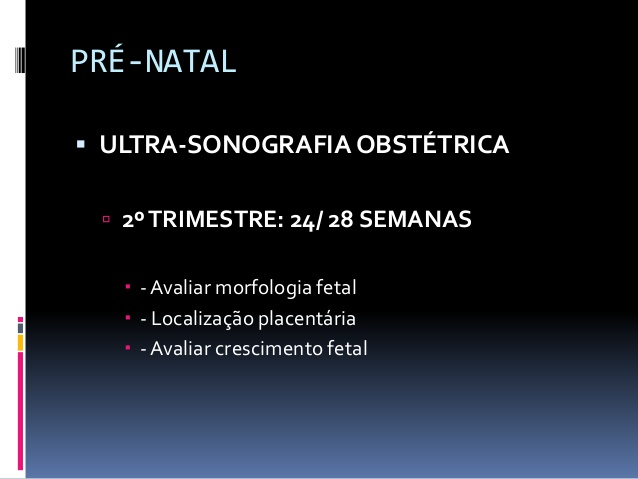 PRÉ-NATAL
ULTRA-SONOGRAFIA OBSTÉTRICA
2º TRIMESTRE: 24/ 28 SEMANAS
- Avaliar morfologia fetal
- Localização placentária
- Avaliar crescimento fetal